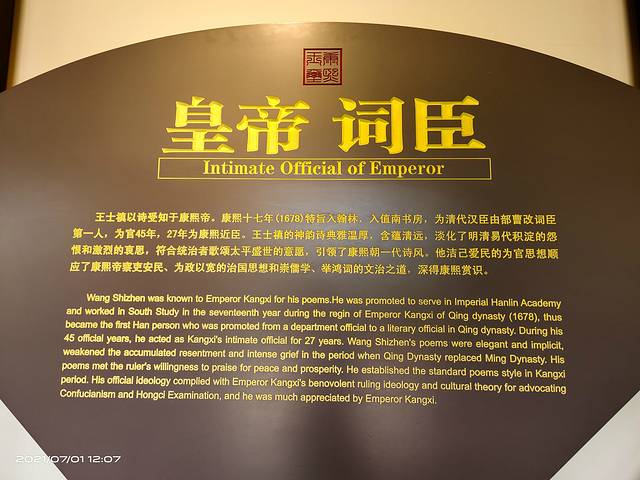 皇帝 词臣
Intimate Official of Emperor
王士禛以诗受知于康熙帝。康熙十七年(1678)特旨入翰林，入值南书房，为清代汉臣由部曹改词臣
第一人，为官45年，27年为康熙近臣。王士禛的神韵诗典雅温厚，含蕴清远，淡化了明清易代积淀的怨
恨和激烈的哀思，符合统治者歌颂太平盛世的意愿，引领了康熙朝一代诗风。他洁己爱民的为官思想顺
应了康熙帝察吏安民、为政以宽的治国思想和崇儒学、举鸿词的文治之道，深得康熙赏识。
Wang Shizhen was known to Emperor Kangxi for his poems.He was promoted to serve in Imperial Hanlin Academy
and worked in South Study in the seventeenth year during the regin of Emperor Kangxi of Qing dynasty (1678), thus
became the first Han person who was promoted from a department official to a literary official in Qing dynasty. During his
45 official years, he acted as Kangxi's intimate official for 27 years. Wang Shizhen's poems were elegant and implicit,
weakened the accumulated resentment and intense grief in the period when Qing Dynasty replaced Ming Dynasty. His
poems met the ruler's willingness to praise for peace and prosperity. He established the standard poems style in Kangxi
period. His official ideology complied with Emperor Kangxi's benovolent ruling ideology and cultural theory for advocating
Confucianism and Hongci Examination, and he was much appreciated by Emperor Kangxi.
2021/07/01 12:07